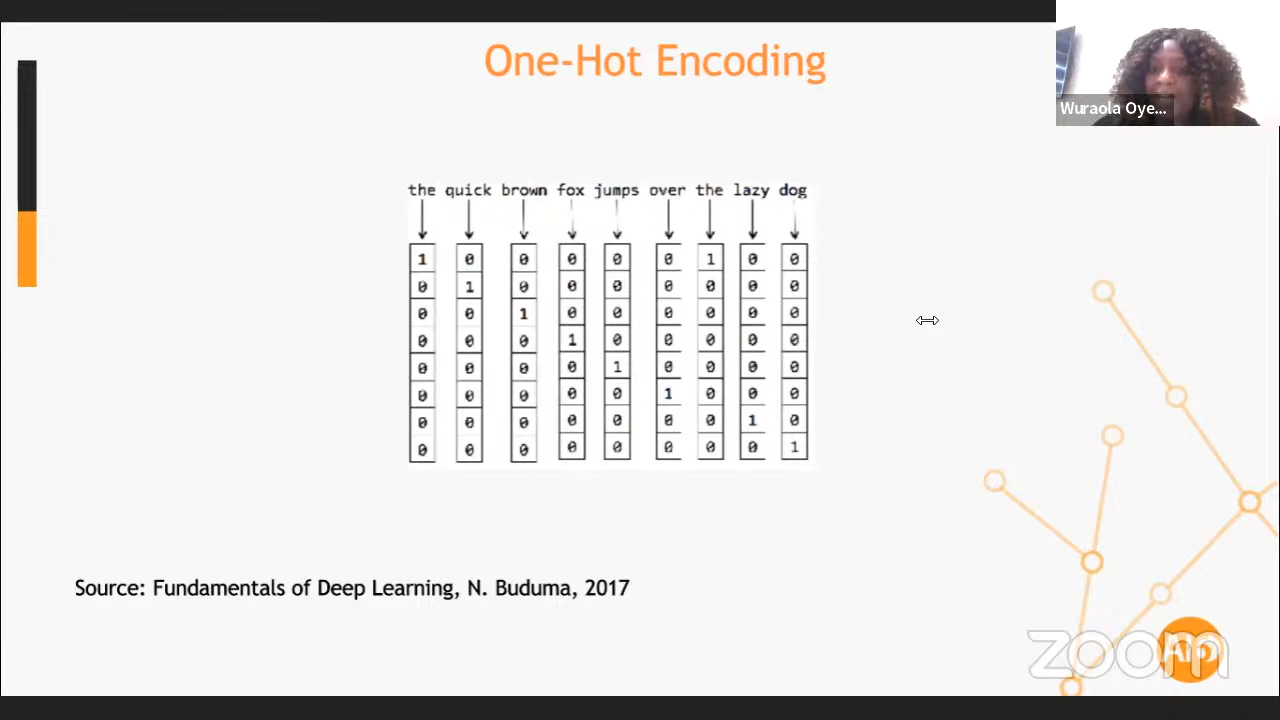 One-Hot Encoding
Wuraola Oye...
the quick brown fox jumps over the lazy dog
1 0 0 0 0 0 1 0 0
0 1 0 0 0 0 0 0 0
0 0 1 0 0 0 0 0 0
0 0 0 1 0 0 0 0 0
0 0 0 0 1 0 0 0 0
0 0 0 0 0 1 0 0 0
0 0 0 0 0 0 0 1 0
0 0 0 0 0 0 0 0 1
Source: Fundamentals of Deep Learning, N. Buduma, 2017
zoom